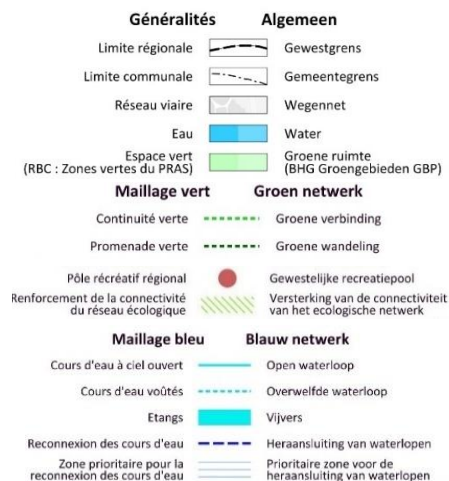 Généralités Algemeen
Limite régionale Gewestgrens
Limite communale Gemeentegrens
Réseau viaire Wegennet
Eau Water
Espace vert Groene ruimte
(RBC : Zones vertes du PRAS) (BHG Groengebieden GBP)
Maillage vert Groen netwerk
Continuité verte Groene verbinding
Promenade verte Groene wandeling
Pôle récréatif régional Gewestelijke recreatiepool
Renforcement de la connectivité Versterking van de connectiviteit
du réseau écologique van het ecologische netwerk
Maillage bleu Blauw netwerk
Cours d'eau à ciel ouvert Open waterloop
Cours d'eau voûtés Overwelfde waterloop
Etangs Vijvers
Reconnexion des cours d'eau Heraansluiting van waterlopen
Zone prioritaire pour la Prioritaire zone voor de
reconnexion des cours d'eau heraansluiting van waterlopen